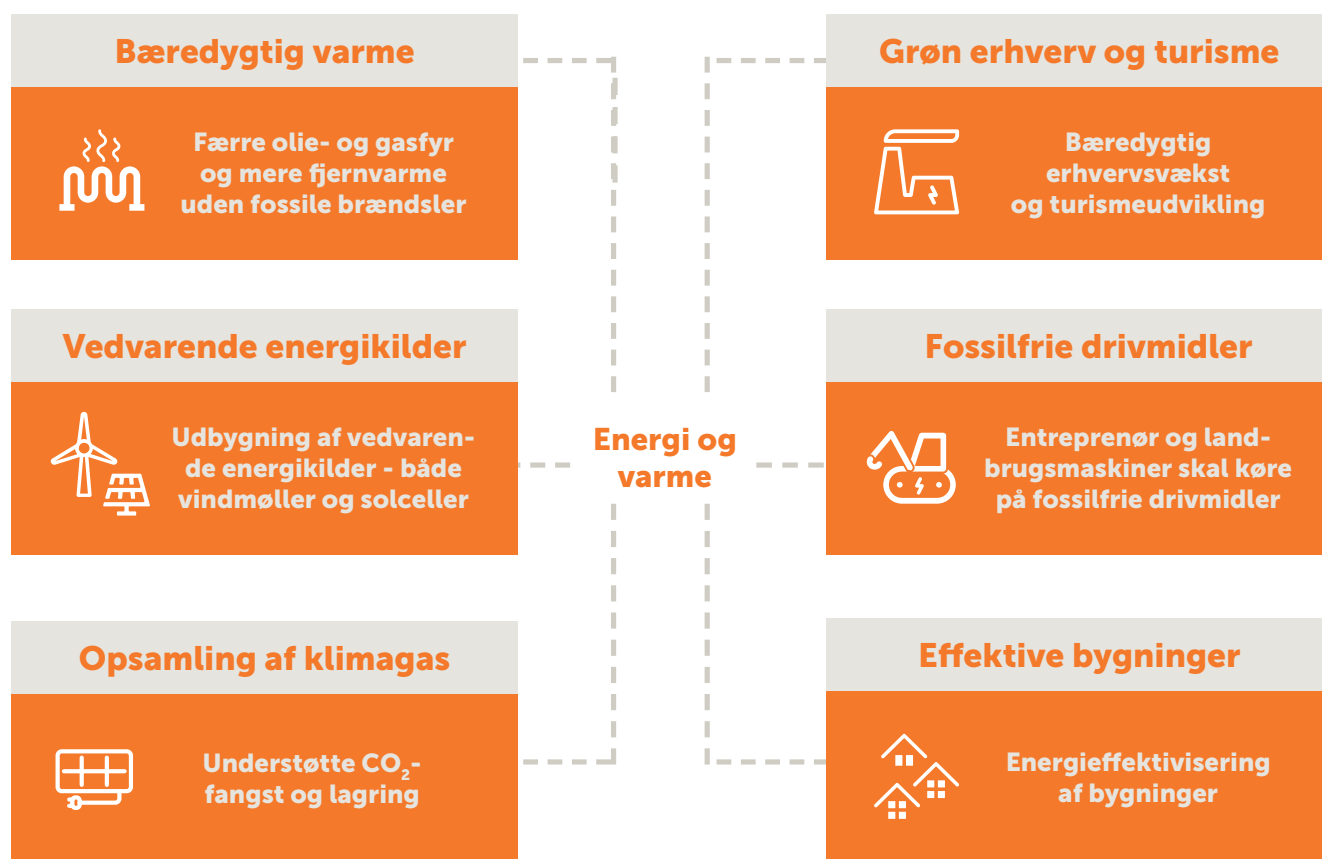 Bæredygtig varme
Færre olie- og gasfyr
og mere fjernvarme
uden fossile brændsler
Vedvarende energikilder
Udbygning af vedvaren-
de energikilder - både
vindmøller og solceller
Opsamling af klimagas
Understøtte CO₂-
fangst og lagring
Energi og
varme
Grøn erhverv og turisme
Bæredygtig
erhvervsvækst
og turismeudvikling
Fossilfrie drivmidler
Entreprenør og land-
brugsmaskiner skal køre
på fossilfrie drivmidler
Effektive bygninger
Energieffektivisering
af bygninger